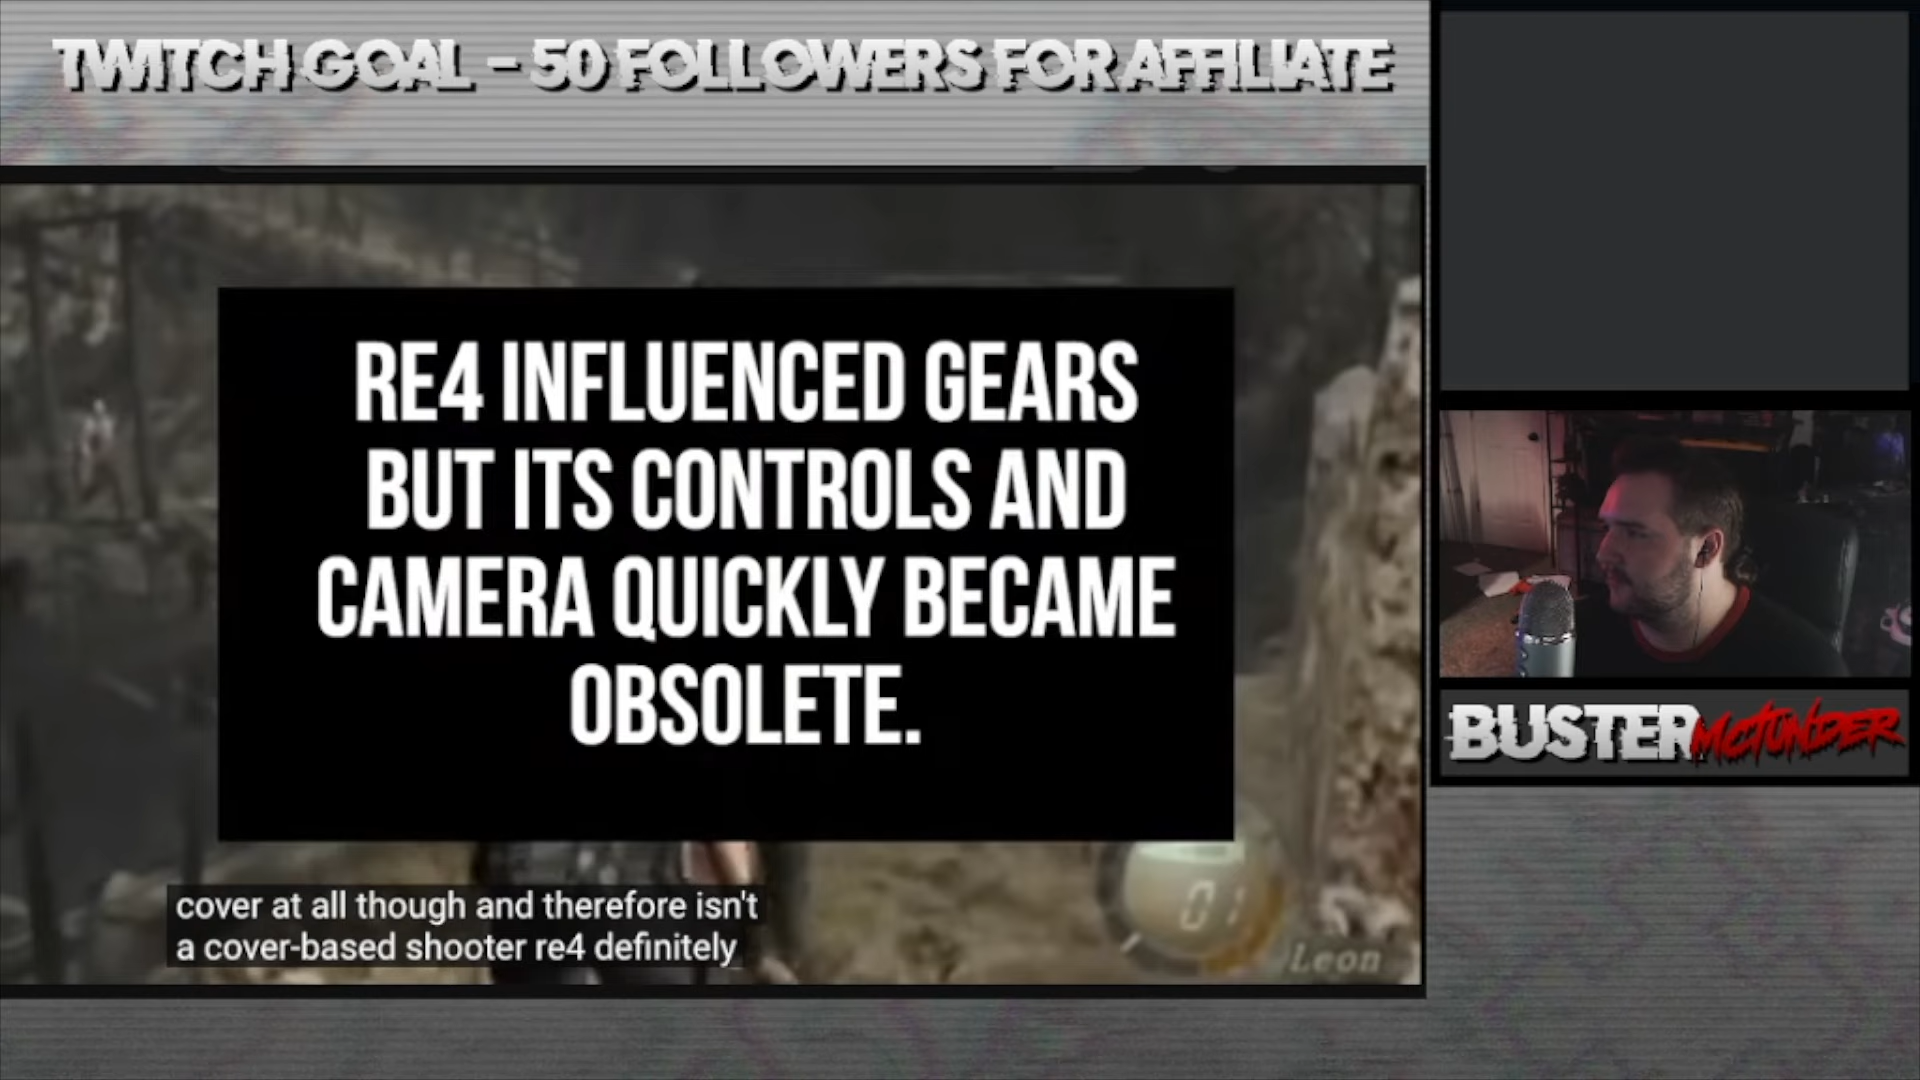 TWITCH GOAL - 50 FOLLOWERS FOR AFFILIATE
RE4 INFLUENCED GEARS
BUT ITS CONTROLS AND
CAMERA QUICKLY BECAME
OBSOLETE.
cover at all though and therefore isn't
a cover-based shooter re4 definitely
01
Leon
BUSTER MCTUNDER